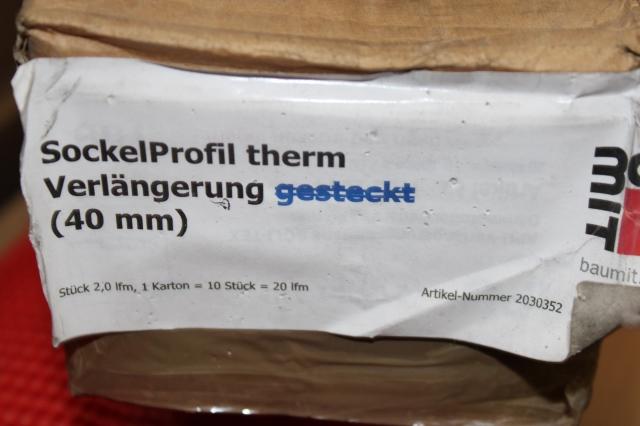 SockelProfil therm
Verlängerung gesteckt
(40 mm)
Stück 2,0 lfm, 1 Karton = 10 Stück = 20 lfm
Artikel-Nummer 2030352
MIT
baumit.